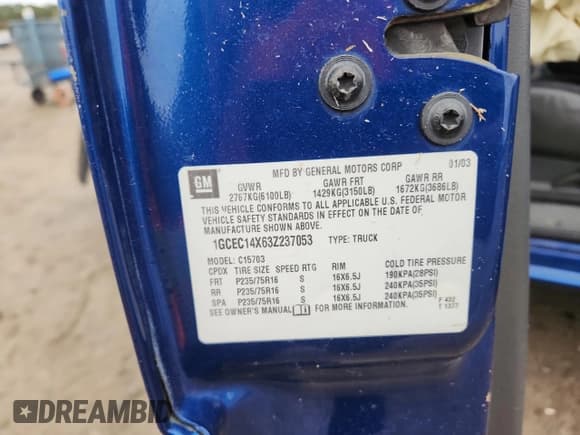 GM
MFD BY GENERAL MOTORS CORP 01/03
GVWR GAWR FRT GAWR RR
2767KG(6100LB) 1429KG(3150LB) 1672KG(3686LB)
THIS VEHICLE CONFORMS TO ALL APPLICABLE U.S. FEDERAL MOTOR
VEHICLE SAFETY STANDARDS IN EFFECT ON THE DATE OF
MANUFACTURE SHOWN ABOVE.
1GCEC14X63Z237053 TYPE: TRUCK
MODEL: C15703
CPDX TIRE SIZE SPEED RTG RIM COLD TIRE PRESSURE
FRT P235/75R16 S 16X6.5J 190KPA(28PSI)
RR P235/75R16 S 16X6.5J 240KPA(35PSI)
SPA P235/75R16 S 16X6.5J 240KPA(35PSI)
SEE OWNER'S MANUAL FOR MORE INFORMATION.
F 432
DREAMBID